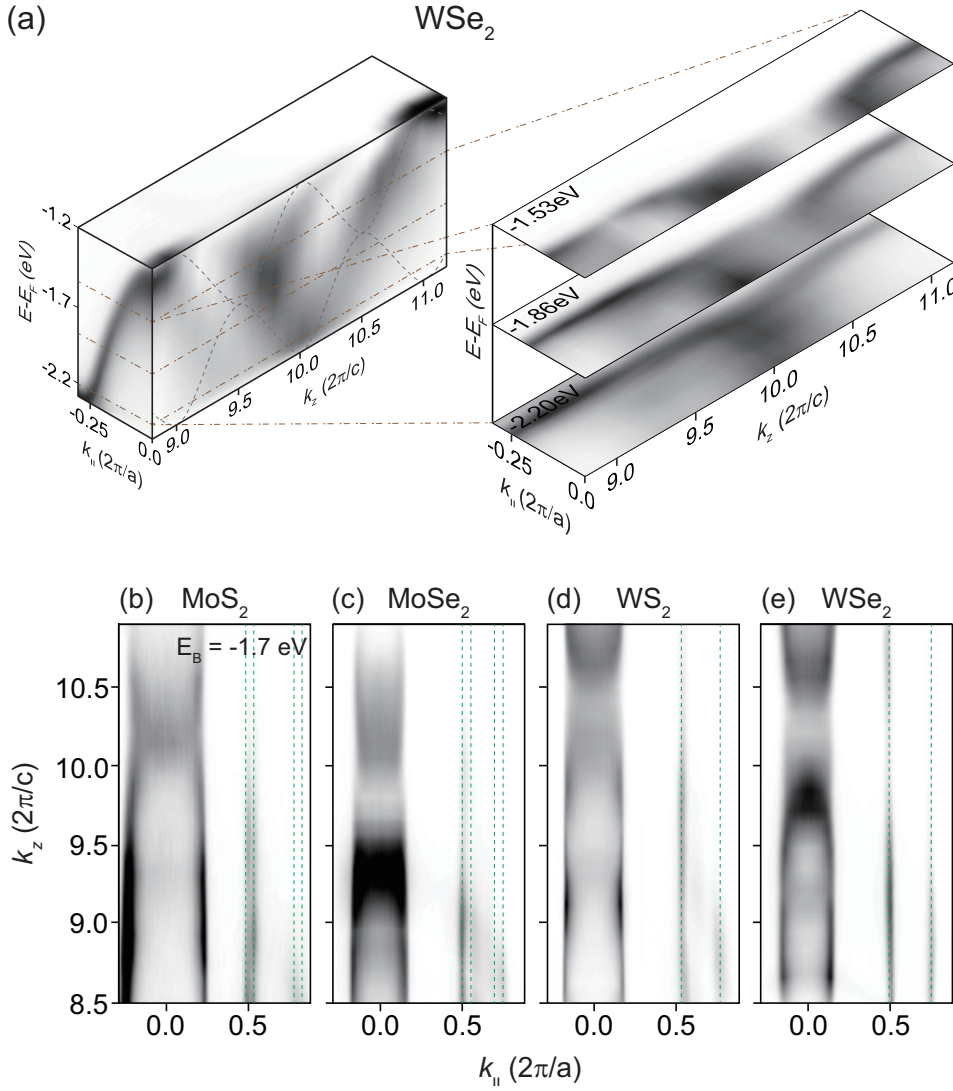 (a)
WSe2
-1.2
-1.7
-2.2
E-EF (eV)
-0.25
0.0
k|| (2π/a)
9.0
9.5
10.0
10.5
11.0
kz (2π/c)
-1.53eV
-1.86eV
-2.20eV
E-EF (eV)
-0.25
0.0
k|| (2π/a)
9.0
9.5
10.0
10.5
11.0
kz (2π/c)
(b) MoS2
(c) MoSe2
(d) WS2
(e) WSe2
EB = -1.7 eV
10.5
10.0
9.5
9.0
8.5
kz (2π/c)
0.0 0.5 0.0 0.5 0.0 0.5 0.0 0.5
k|| (2π/a)